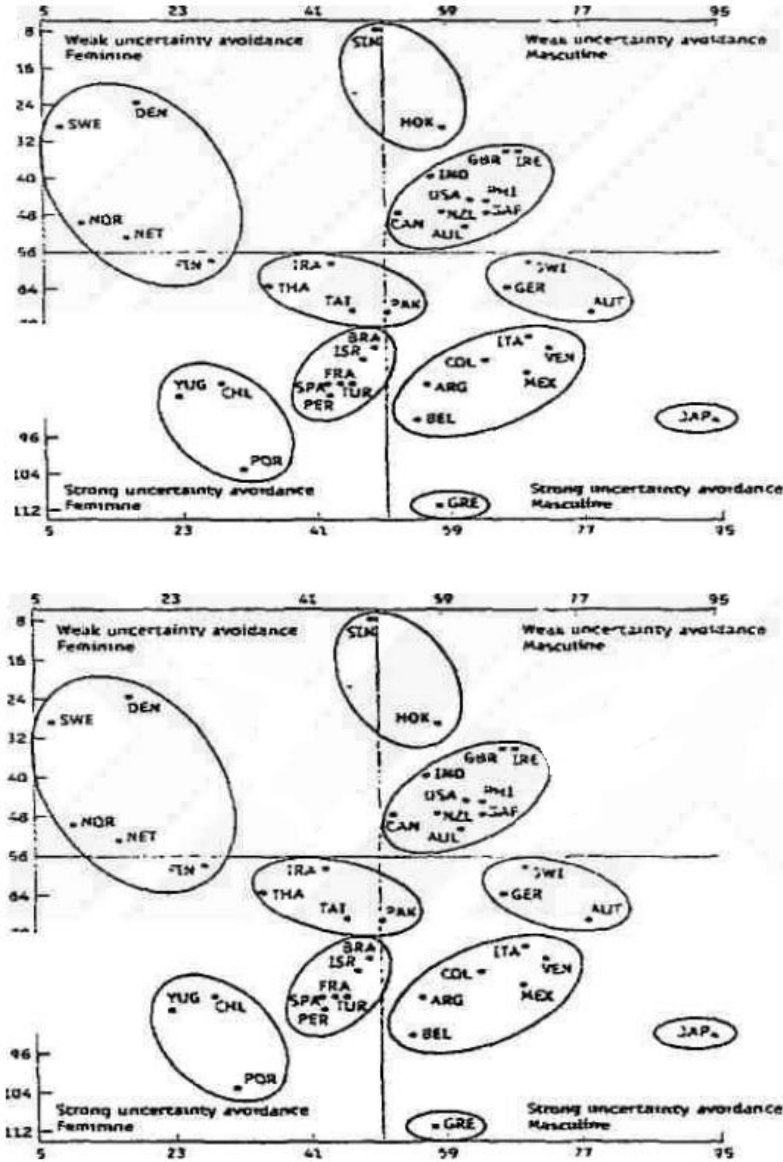 5 23 41 59 77 95
8
Weak uncertainty avoidance
Feminine
SIN
Weak uncertainty avoidance
Masculine
16
24
DEN
SWE
HOK
32
GBR IRE
40
IND
USA PHI
48
NOR
CAN
NZL SAF
NET
AUL
56
FIN
IRA
SWI
64
THA
GER
TAI
PAK
AUT
BRA
ITA
ISR
COL
VEN
YUG
CHL
FRA
SPA TUR
ARG
MEX
PER
BEL
JAP
96
POR
104
Strong uncertainty avoidance
Feminine
Strong uncertainty avoidance
Masculine
112
GRE
5 23 41 59 77 95
5 23 41 59 77 95
8
Weak uncertainty avoidance
Feminine
SIN
Weak uncertainty avoidance
Masculine
16
24
DEN
SWE
HOK
32
GBR IRE
40
IND
USA PHI
48
NOR
CAN
NZL SAF
NET
AUL
56
FIN
IRA
SWI
64
THA
GER
TAI
PAK
AUT
BRA
ITA
ISR
COL
VEN
YUG
CHL
FRA
SPA TUR
ARG
MEX
PER
BEL
JAP
96
POR
104
Strong uncertainty avoidance
Feminine
Strong uncertainty avoidance
Masculine
112
GRE
5 23 41 59 77 95